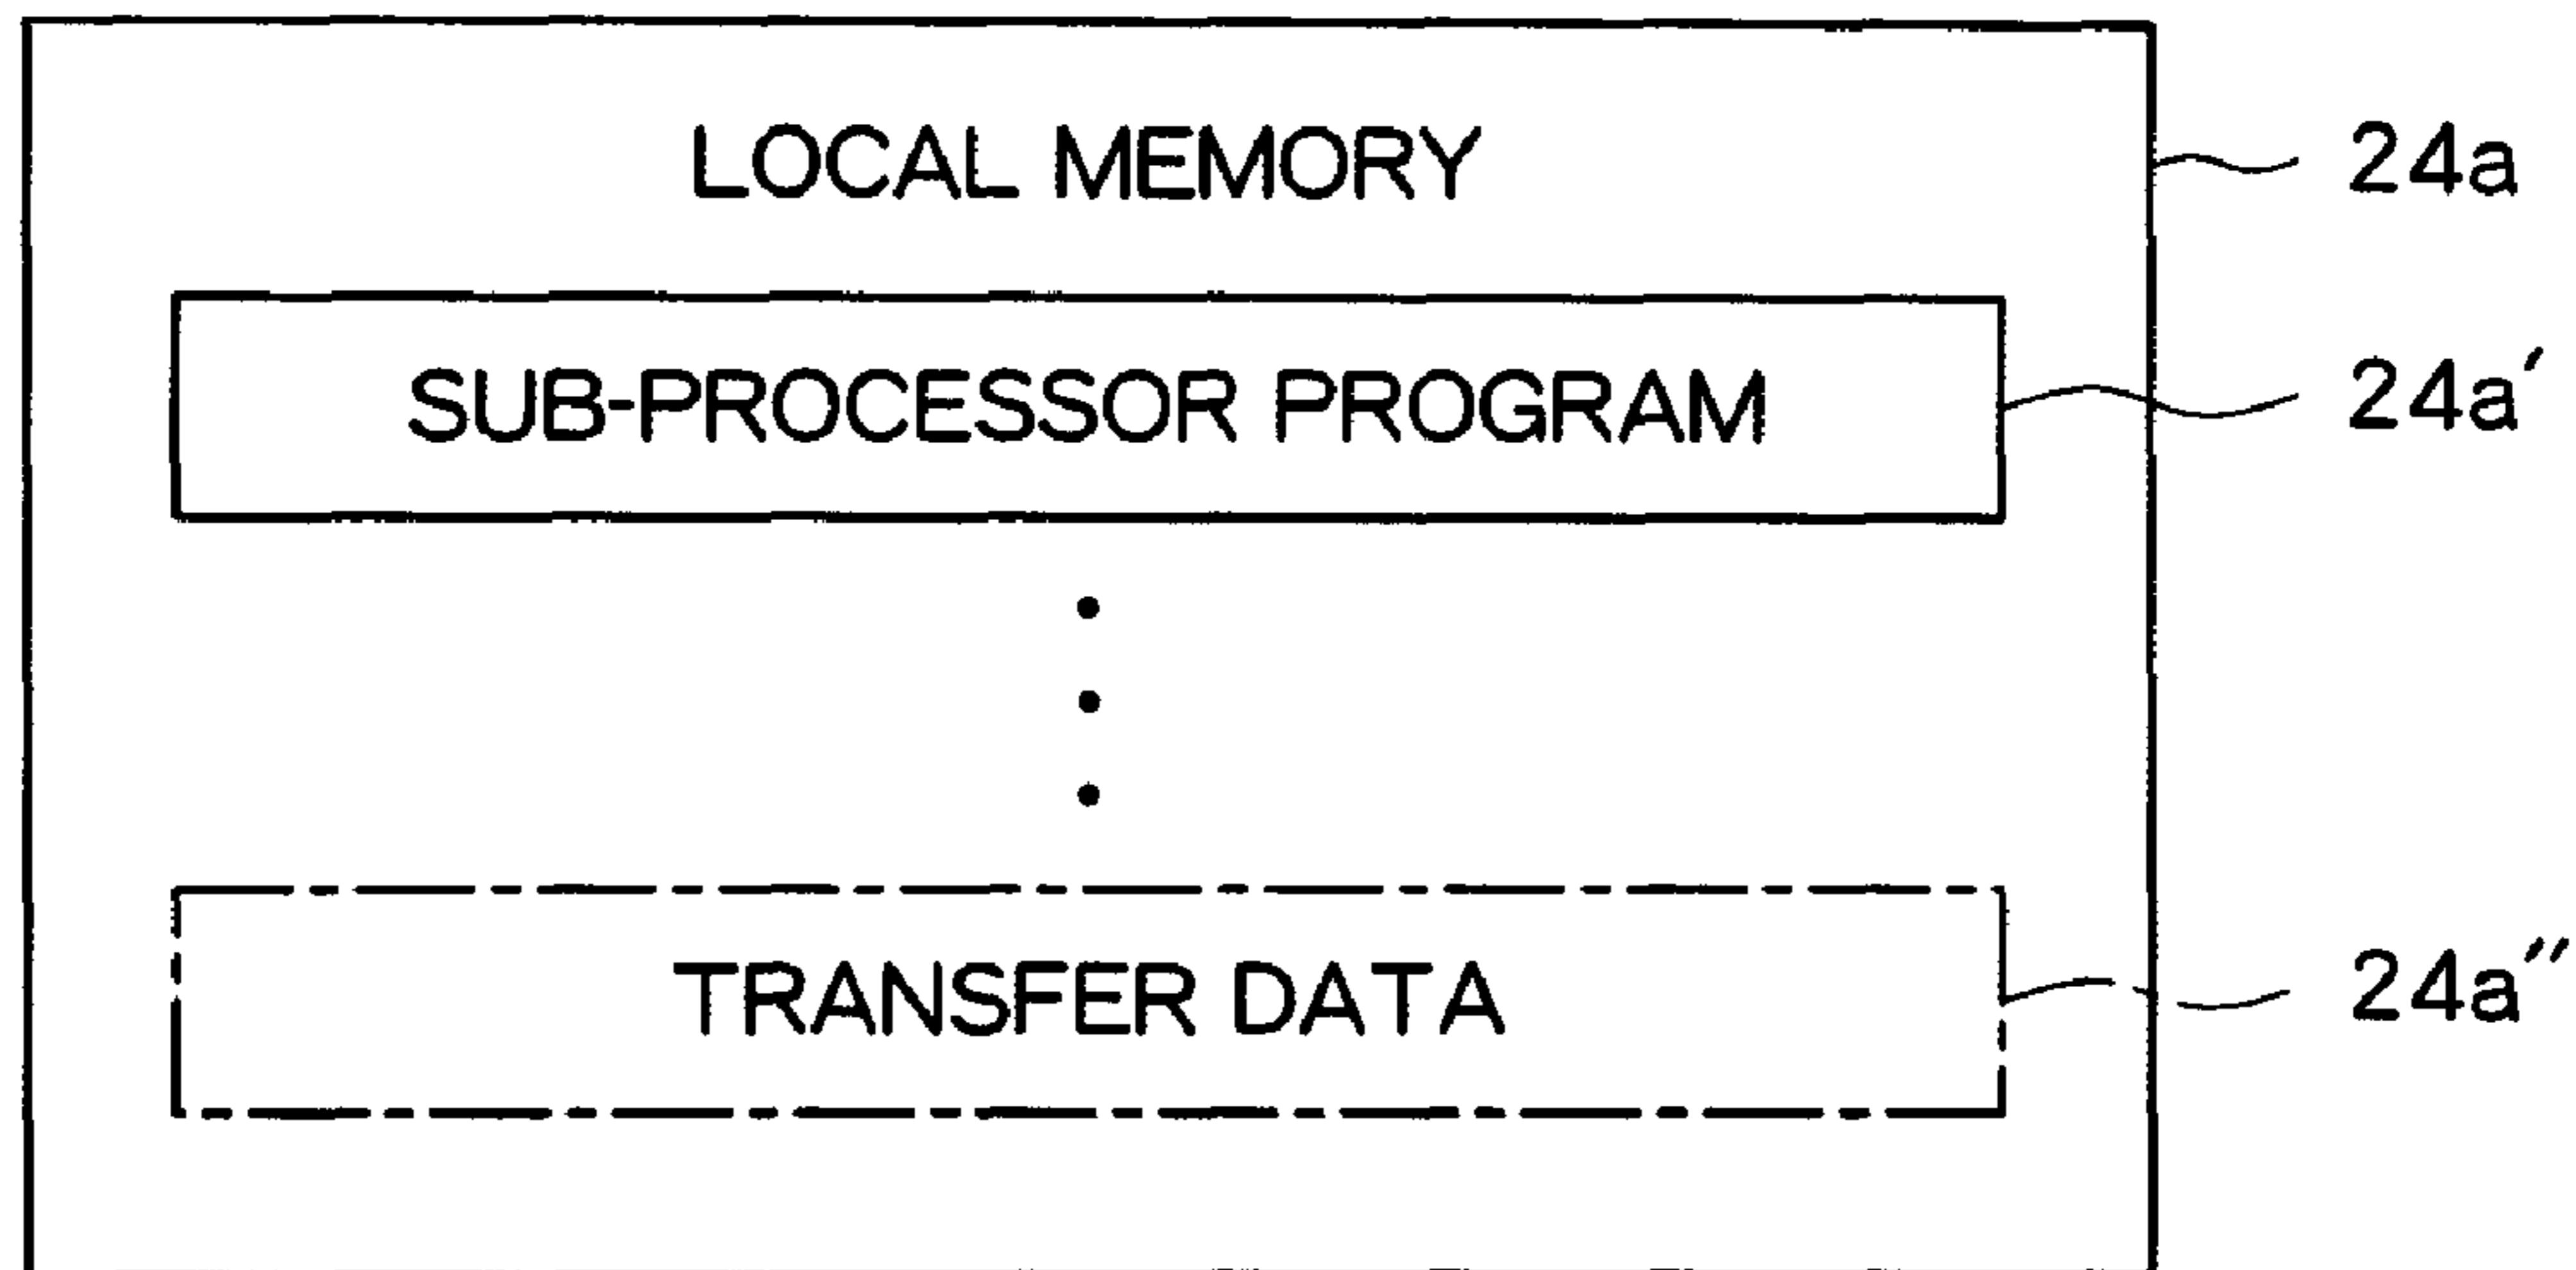 LOCAL MEMORY
24a
SUB-PROCESSOR PROGRAM
24a′
TRANSFER DATA
24a″